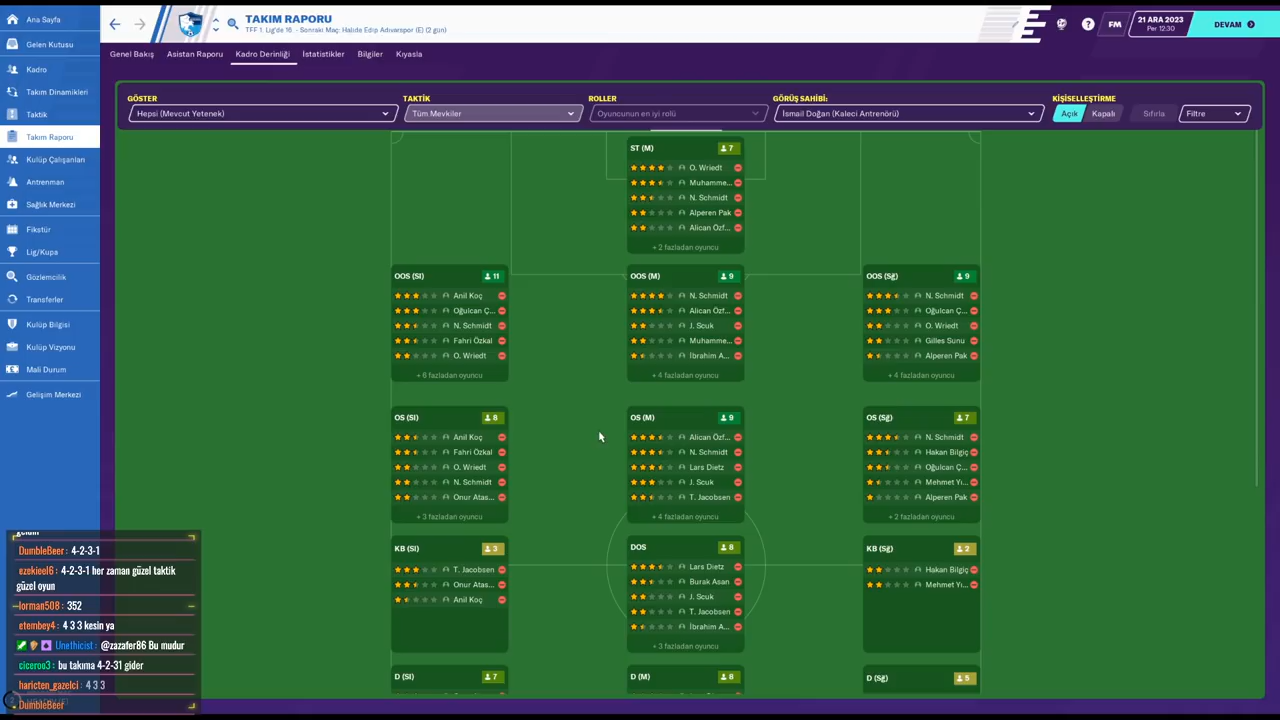 Ana Sayfa
Gelen Kutusu
Kadro
Takım Dinamikleri
Taktik
Takım Raporu
Kulüp Çalışanları
Antrenman
Sağlık Merkezi
Fikstür
Lig/Kupa
Gözlemcilik
Transferler
Kulüp Bilgisi
Kulüp Vizyonu
Mali Durum
Gelişim Merkezi
TAKIM RAPORU
TFF 1. Lig'de 16. - Sonraki Maç: Halide Edip Adıvarspor (E) (2 gun)
FM
21 ARA 2023
Per 12:30
DEVAM
Genel Bakış
Asistan Raporu
Kadro Derinliği
İstatistikler
Bilgiler
Kıyasla
GÖSTER
Hepsi (Mevcut Yetenek)
TAKTİK
Tüm Mevkiler
ROLLER
Oyuncunun en iyi rolü
GÖRÜŞ SAHİBİ:
İsmail Doğan (Kaleci Antrenörü)
KİŞİSELLEŞTİRME
Açık
Kapalı
Sıfırla
Filtre
ST (M) 7
O. Wriedt
Muhamme...
N. Schmidt
Alperen Pak
Alican Özf...
+ 2 fazladan oyuncu
OOS (Sl) 11
Anil Koç
Oğulcan Ç...
N. Schmidt
Fahri Özkal
O. Wriedt
+ 6 fazladan oyuncu
OOS (M) 9
N. Schmidt
Alican Özf...
J. Scuk
Muhamme...
İbrahim A...
+ 4 fazladan oyuncu
OOS (Sğ) 9
N. Schmidt
Oğulcan Ç...
O. Wriedt
Gilles Sunu
Alperen Pak
+ 4 fazladan oyuncu
OS (Sl) 8
Anil Koç
Fahri Özkal
O. Wriedt
N. Schmidt
Onur Atas...
+ 3 fazladan oyuncu
OS (M) 9
Alican Özf...
N. Schmidt
Lars Dietz
J. Scuk
T. Jacobsen
+ 4 fazladan oyuncu
OS (Sğ) 7
N. Schmidt
Hakan Bilgiç
Oğulcan Ç...
Mehmet Yı...
Alperen Pak
+ 2 fazladan oyuncu
KB (Sl) 3
T. Jacobsen
Onur Atas...
Anil Koç
DOS 8
Lars Dietz
Burak Asan
J. Scuk
T. Jacobsen
İbrahim A...
+ 3 fazladan oyuncu
KB (Sğ) 2
Hakan Bilgiç
Mehmet Yı...
D (Sl) 7
D (M) 8
D (Sğ) 5
DumbleBeer : 4-2-3-1
ezekieel6 : 4-2-3-1 her zaman güzel taktik
güzel oyun
lorman508 : 352
etembey4 : 4 3 3 kesin ya
Unethicist : @zazafer86 Bu mudur
ciceroo3 : bu takıma 4-2-31 gider
haricten_gazelci : 4 3 3
DumbleBeer